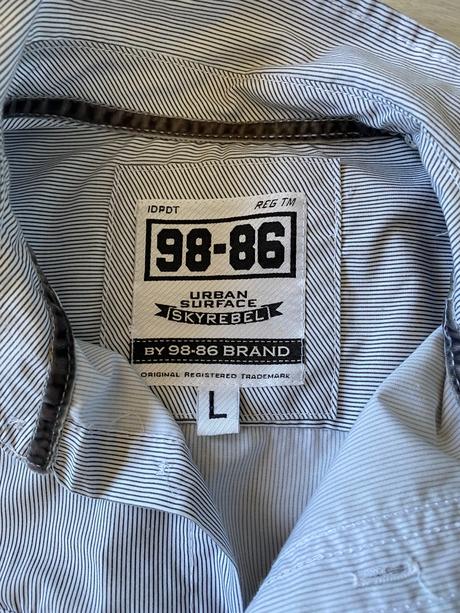 IDPDT REG TM
98-86
URBAN
SURFACE
SKYREBEL
BY 98-86 BRAND
ORIGINAL REGISTERED TRADEMARK
L